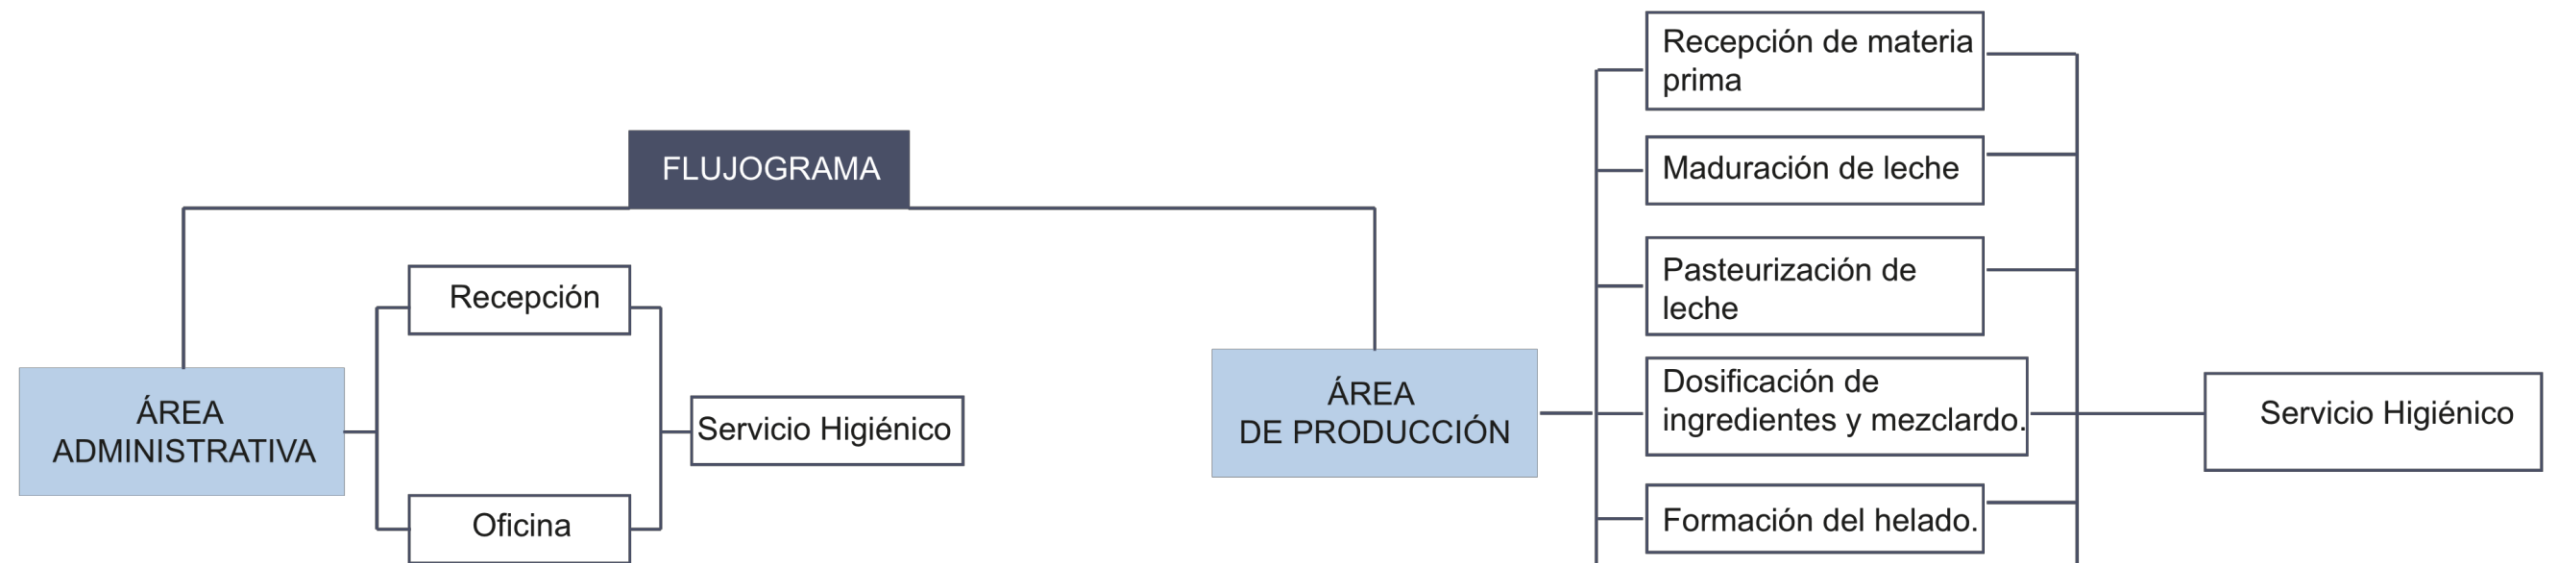 FLUJOGRAMA
ÁREA
ADMINISTRATIVA
Recepción
Oficina
Servicio Higiénico
ÁREA
DE PRODUCCIÓN
Recepción de materia
prima
Maduración de leche
Pasteurización de
leche
Dosificación de
ingredientes y mezclardo.
Formación del helado.
Servicio Higiénico